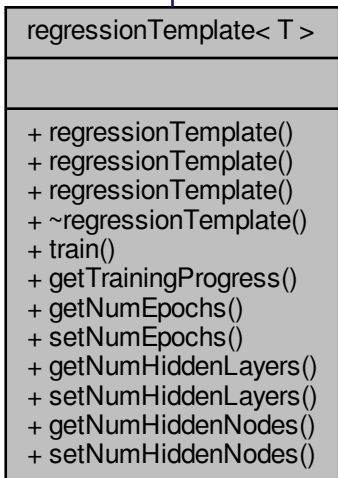 regressionTemplate< T >
+ regressionTemplate()
+ regressionTemplate()
+ regressionTemplate()
+ ~regressionTemplate()
+ train()
+ getTrainingProgress()
+ getNumEpochs()
+ setNumEpochs()
+ getNumHiddenLayers()
+ setNumHiddenLayers()
+ getNumHiddenNodes()
+ setNumHiddenNodes()